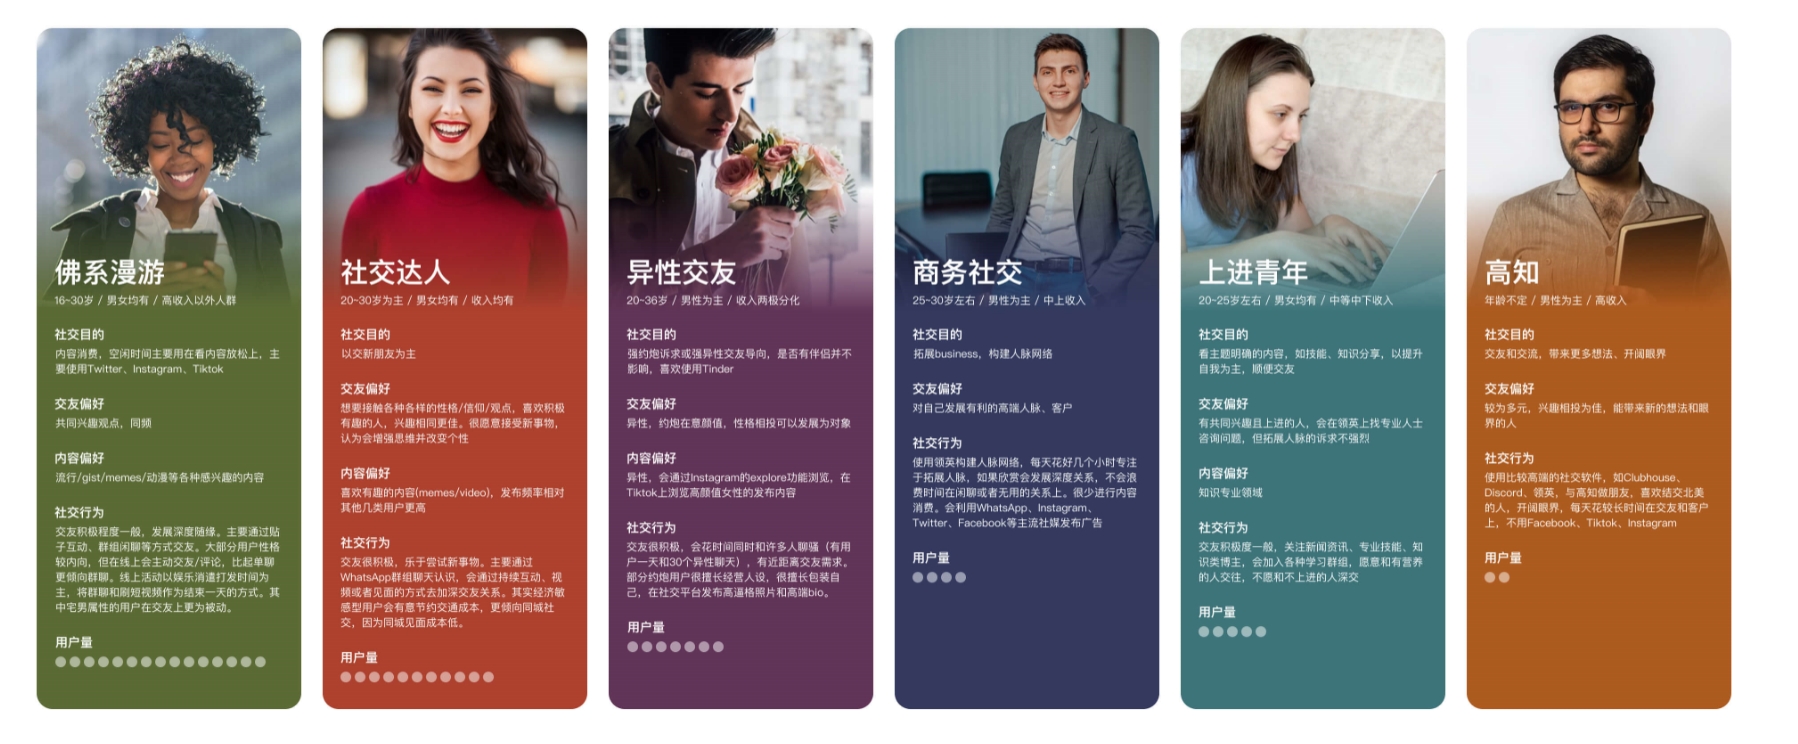 佛系漫游
16~30岁 / 男女均有 / 高收入以外人群
社交目的
内容消费，空闲时间主要用在看内容放松上，主
要使用Twitter、Instagram、Tiktok
交友偏好
共同兴趣观点，同频
内容偏好
流行/gist/memes/动漫等各种感兴趣的内容
社交行为
交友积极程度一般，发展深度随缘。主要通过贴
子互动、群组闲聊等方式交友。大部分用户性格
较内向，但在线上会主动交友/评论，比起单聊
更倾向群聊。线上活动以娱乐消遣打发时间为
主，将群聊和刷短视频作为结束一天的方式。其
中宅男属性的用户在交友上更为被动。
用户量
社交达人
20~30岁为主 / 男女均有 / 收入均有
社交目的
以交新朋友为主
交友偏好
想要接触各种各样的性格/信仰/观点，喜欢积极
有趣的人，兴趣相同更佳。很愿意接受新事物，
认为会增强思维并改变个性
内容偏好
喜欢有趣的内容(memes/video)，发布频率相对
其他几类用户更高
社交行为
交友很积极，乐于尝试新事物。主要通过
WhatsApp群组聊天认识，会通过持续互动、视
频或者见面的方式去加深交友关系。其实经济敏
感型用户会有意节约交通成本，更倾向同城社
交，因为同城见面成本低。
用户量
异性交友
20~36岁 / 男性为主 / 收入两极分化
社交目的
强约炮诉求或强异性交友导向，是否有伴侣并不
影响，喜欢使用Tinder
交友偏好
异性，约炮在意颜值，性格相投可以发展为对象
内容偏好
异性，会通过Instagram的explore功能浏览，在
Tiktok上浏览高颜值女性的发布内容
社交行为
交友很积极，会花时间同时和许多人聊骚（有用
户一天和30个异性聊天），有近距离交友需求。
部分约炮用户很擅长经营人设，很擅长包装自
己，在社交平台发布高逼格照片和高端bio。
用户量
商务社交
25~30岁左右 / 男性为主 / 中上收入
社交目的
拓展business，构建人脉网络
交友偏好
对自己发展有利的高端人脉、客户
社交行为
使用领英构建人脉网络，每天花好几个小时专注
于拓展人脉，如果欣赏会发展深度关系，不会浪
费时间在闲聊或者无用的关系上。很少进行内容
消费。会利用WhatsApp、Instagram、
Twitter、Facebook等主流社媒发布广告
用户量
上进青年
20~25岁左右 / 男女均有 / 中等中下收入
社交目的
看主题明确的内容，如技能、知识分享，以提升
自我为主，顺便交友
交友偏好
有共同兴趣且上进的人，会在领英上找专业人士
咨询问题，但拓展人脉的诉求不强烈
内容偏好
知识专业领域
社交行为
交友积极度一般，关注新闻资讯、专业技能、知
识类博主，会加入各种学习群组，愿意和有营养
的人交往，不愿和不上进的人深交
用户量
高知
年龄不定 / 男性为主 / 高收入
社交目的
交友和交流，带来更多想法、开阔眼界
交友偏好
较为多元，兴趣相投为佳，能带来新的想法和眼
界的人
社交行为
使用比较高端的社交软件，如Clubhouse、
Discord、领英，与高知做朋友，喜欢结交北美
的人，开阔眼界，每天花较长时间在交友和客户
上，不用Facebook、Tiktok、Instagram
用户量